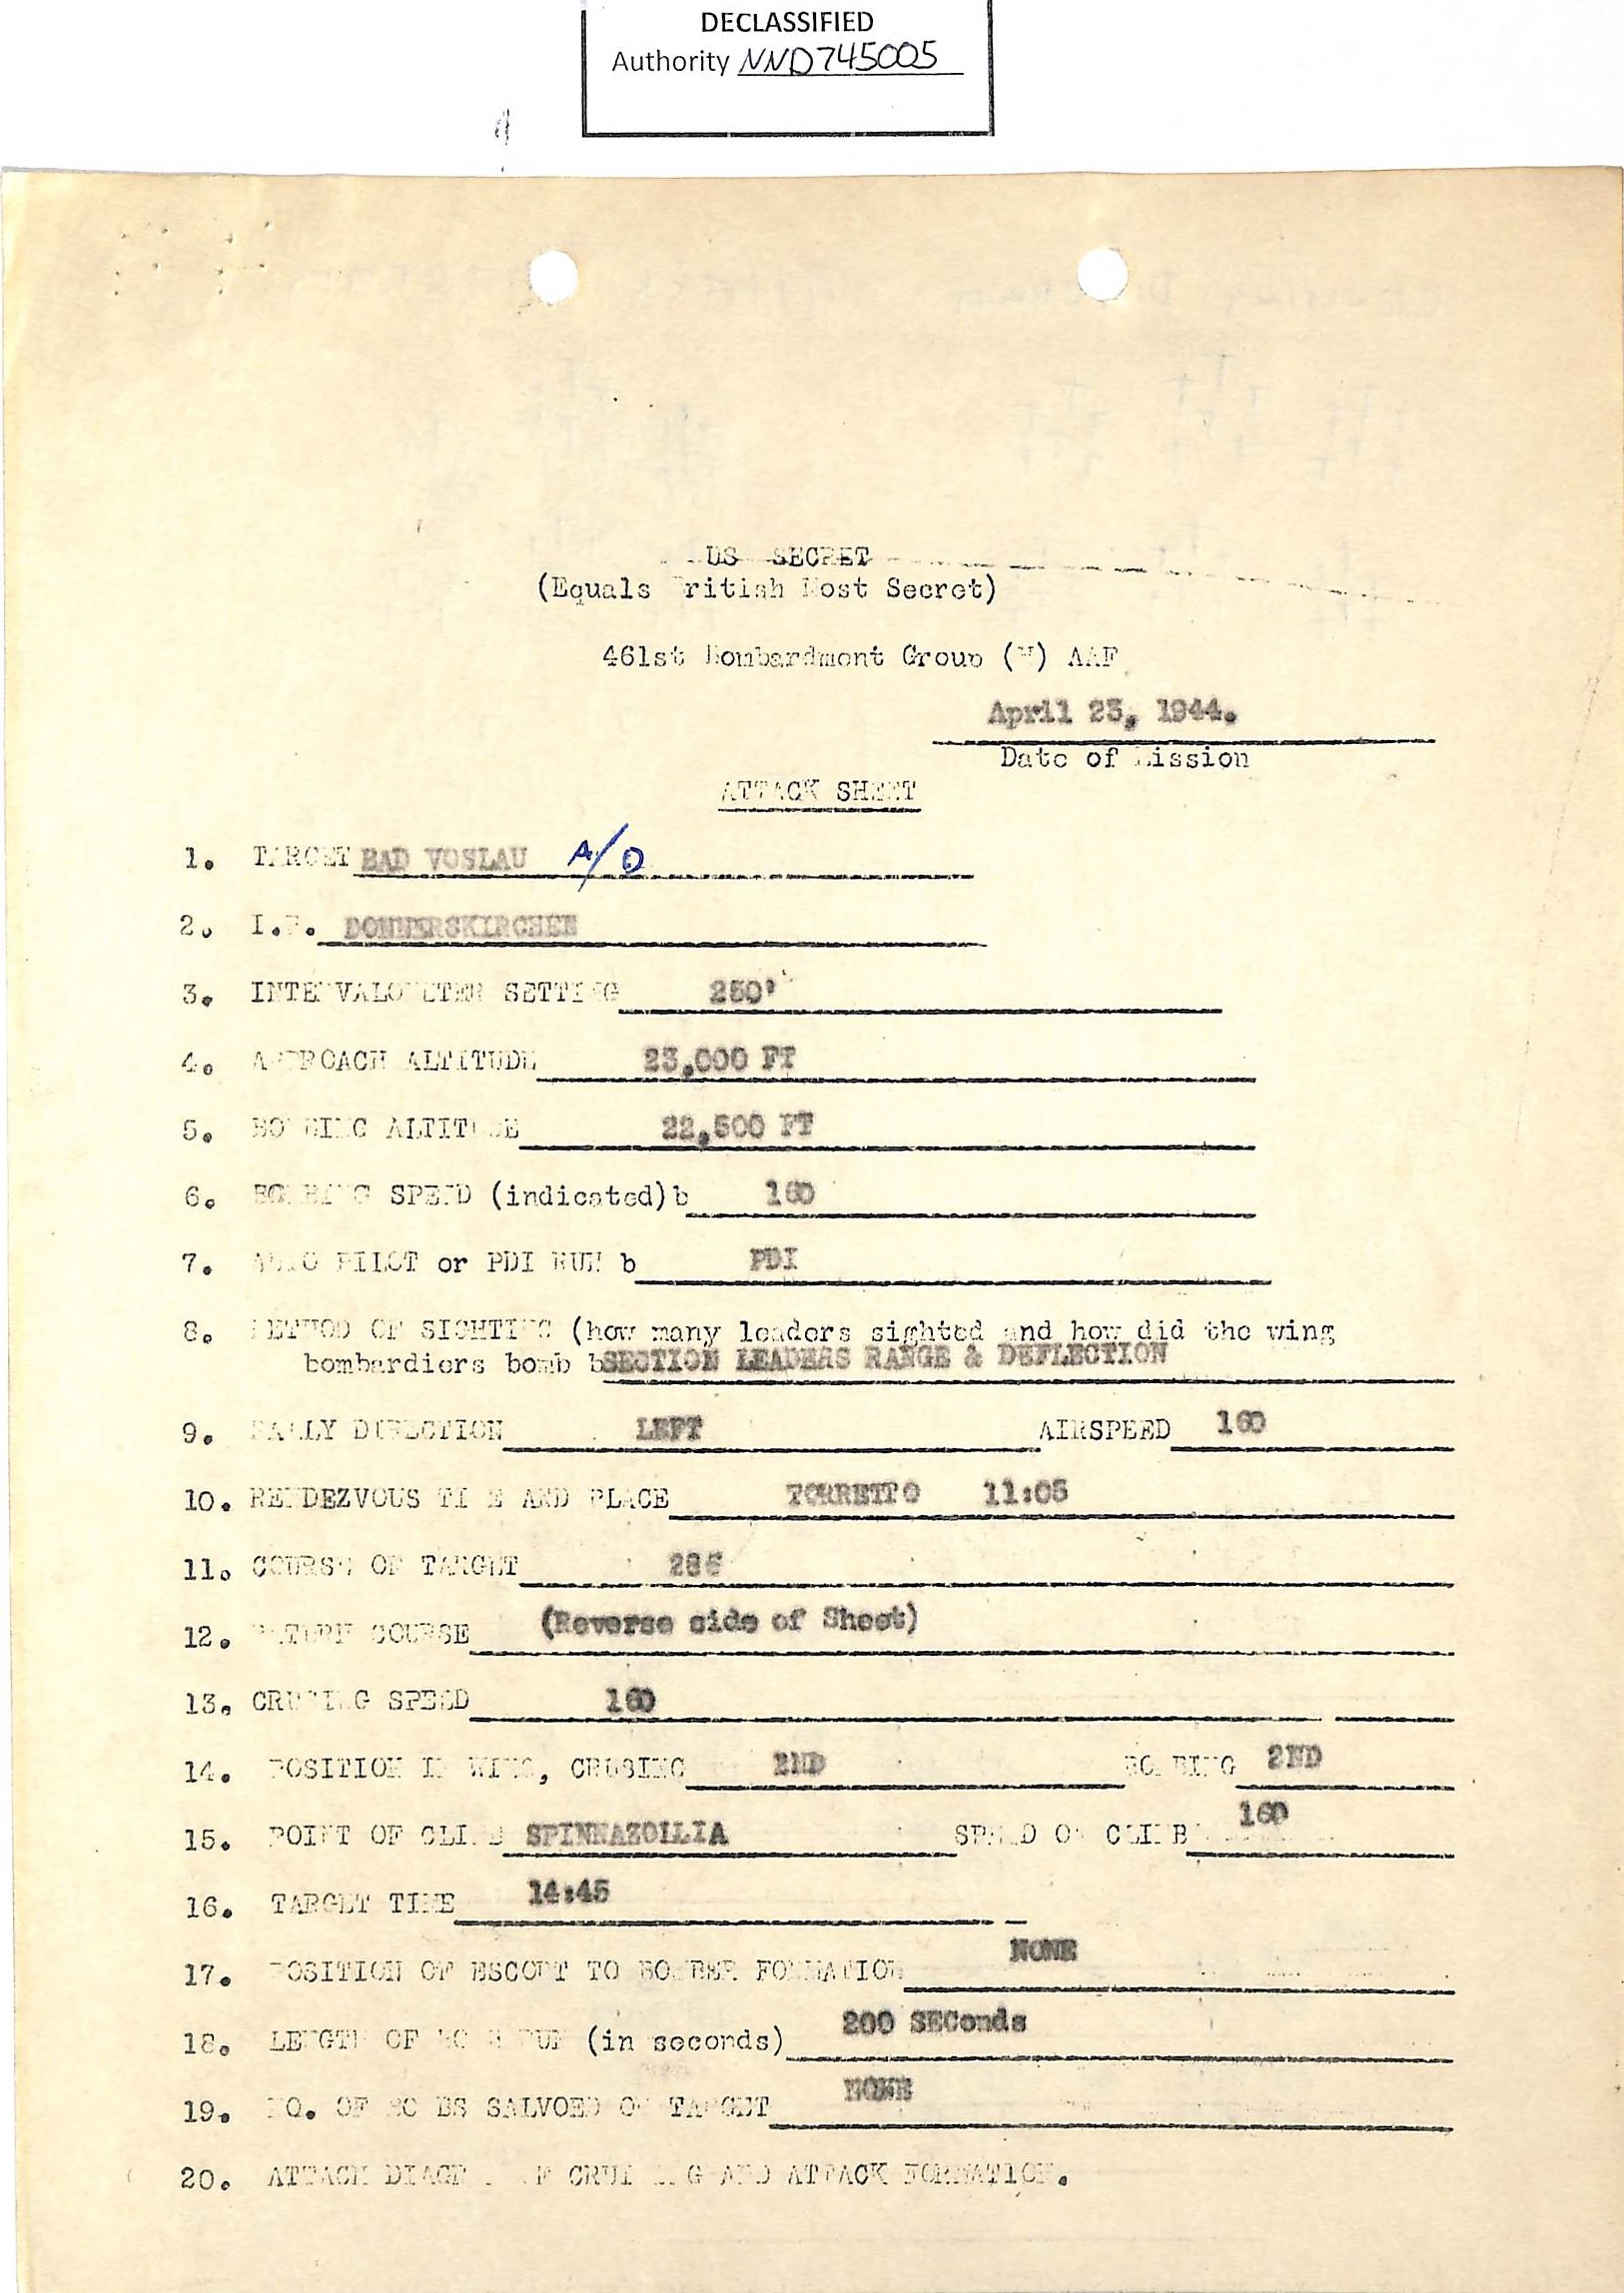 DECLASSIFIED
Authority NND745005
US SECRET
(Equals British Most Secret)
461st Bombardment Group (H) AAF
April 23, 1944.
Date of Mission
ATTACK SHEET
1. TARGET BAD VOSLAU A/D
2. I.P. DONNERSKIRCHEN
3. INTERVALOMETER SETTING 250'
4. APPROACH ALTITUDE 23,000 FT
5. BOMBING ALTITUDE 22,500 FT
6. BOMBING SPEED (indicated)b 160
7. AUTO PILOT or PDI RUN b PDI
8. METHOD OF SIGHTING (how many leaders sighted and how did the wing
bombardiers bomb b SECTION LEADERS RANGE & DEFLECTION
9. RALLY DIRECTION LEFT AIRSPEED 160
10. RENDEZVOUS TIME AND PLACE TORRETTO 11:05
11. COURSE OF TARGET 286
12. RETURN COURSE (Reverse side of Sheet)
13. CRUSING SPEED 160
14. POSITION IN WING, CRUSING 2ND BOMBING 2ND
15. POINT OF CLIMB SPINNAZOILIA SPEED OF CLIMB 160
16. TARGET TIME 14:45
17. POSITION OF ESCORT TO BOMBER FORMATION NONE
18. LENGTH OF BOMB RUN (in seconds) 200 SEConds
19. NO. OF BOMBS SALVOED ON TARGET NONE
20. ATTACH DIAGRAM OF CRUISING AND ATTACK FORMATION.